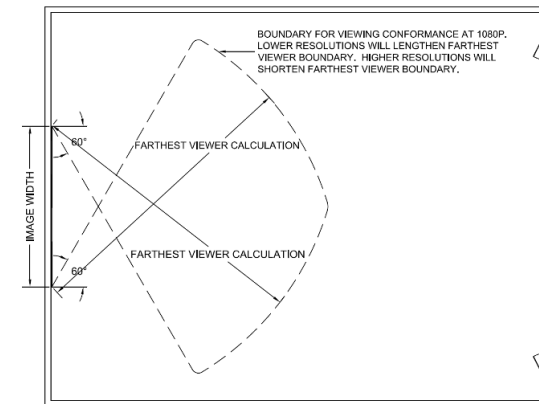 BOUNDARY FOR VIEWING CONFORMANCE AT 1080P.
LOWER RESOLUTIONS WILL LENGTHEN FARTHEST
VIEWER BOUNDARY. HIGHER RESOLUTIONS WILL
SHORTEN FARTHEST VIEWER BOUNDARY.
60°
FARTHEST VIEWER CALCULATION
IMAGE WIDTH
FARTHEST VIEWER CALCULATION
60°